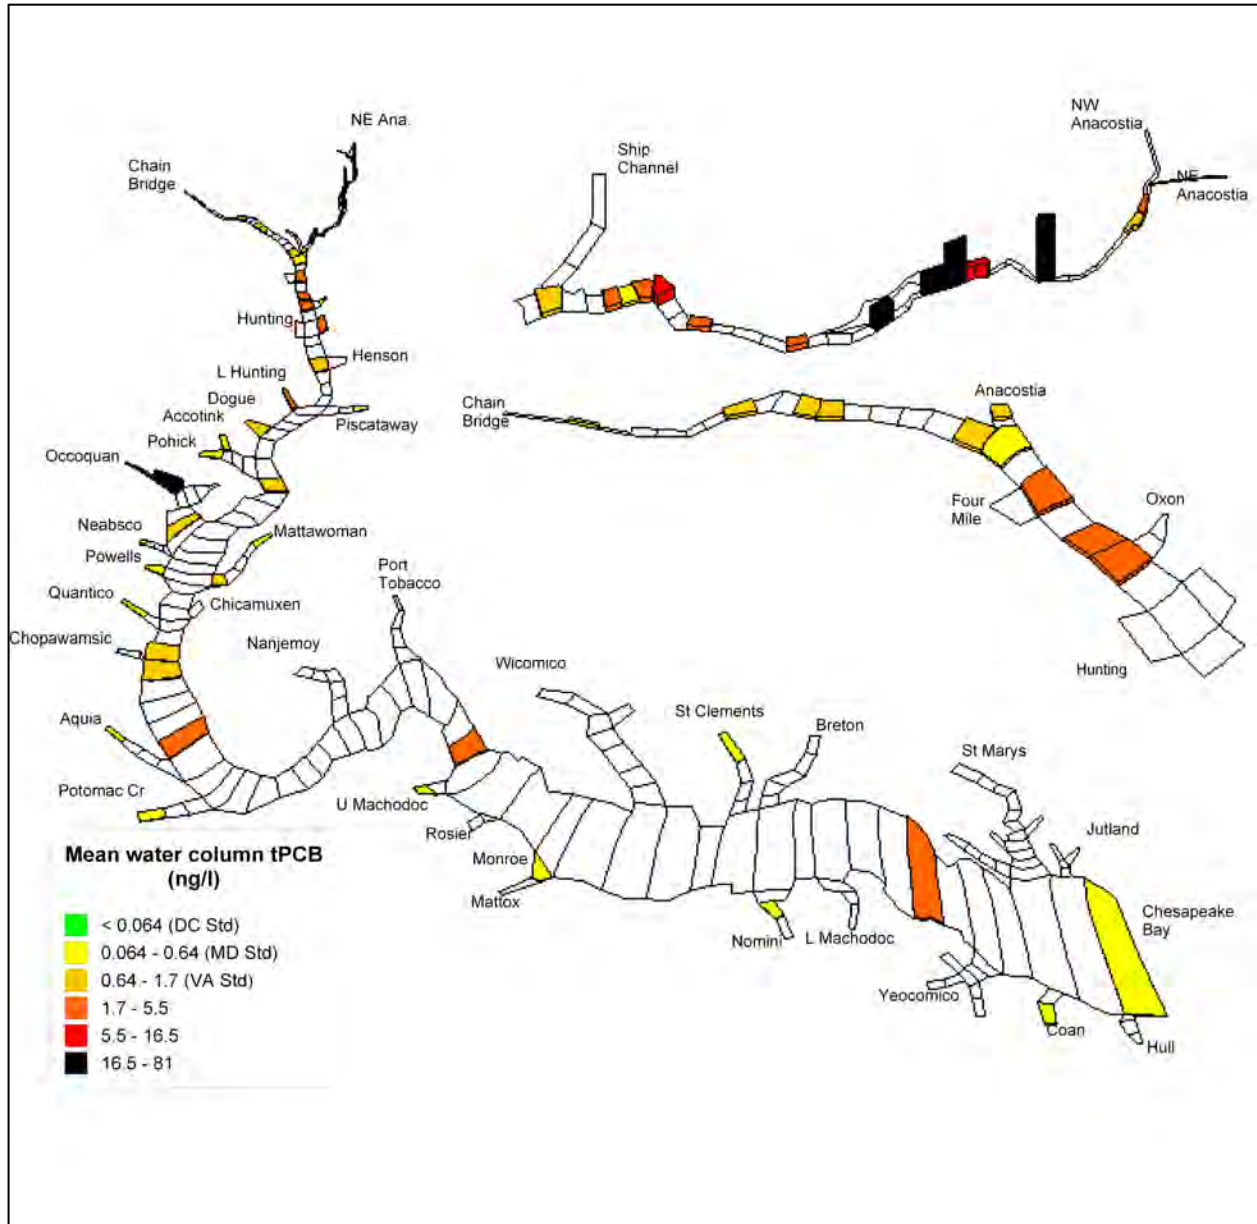 NE Ana.
Chain
Bridge
Hunting
Henson
L Hunting
Dogue
Piscataway
Accotink
Pohick
Occoquan
Neabsco
Mattawoman
Powells
Quantico
Chicamuxen
Chopawamsic
Aquia
Potomac Cr
Nanjemoy
Port
Tobacco
U Machodoc
Rosier
Monroe
Mattox
Wicomico
St Clements
Breton
Nomini
L Machodoc
St Marys
Jutland
Chesapeake
Bay
Yeocomico
Coan
Hull
Ship
Channel
NW
Anacostia
NE
Anacostia
Chain
Bridge
Anacostia
Four
Mile
Oxon
Hunting
Mean water column tPCB
(ng/l)
< 0.064 (DC Std)
0.064 - 0.64 (MD Std)
0.64 - 1.7 (VA Std)
1.7 - 5.5
5.5 - 16.5
16.5 - 81